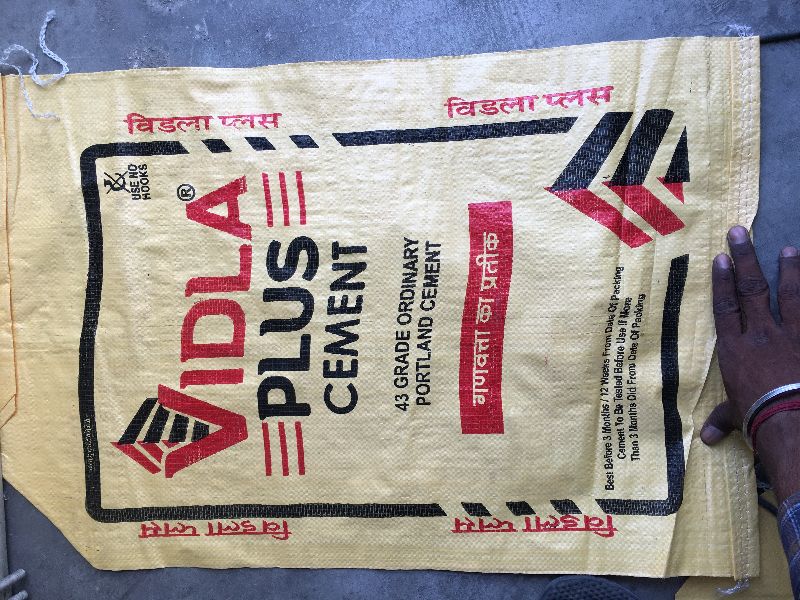 विडला प्लस
विडला प्लस
USE NO
HOOKS
VIDLA®
PLUS
CEMENT
43 GRADE ORDINARY
PORTLAND CEMENT
गणवत्ता का प्रतीक
Best Before 3 Months / 12 Weeks From Date Of Packing
Cement To Be Tested Before Use If More
Than 3 Months Old From Date Of Packing
विडला प्लस
विडला प्लस